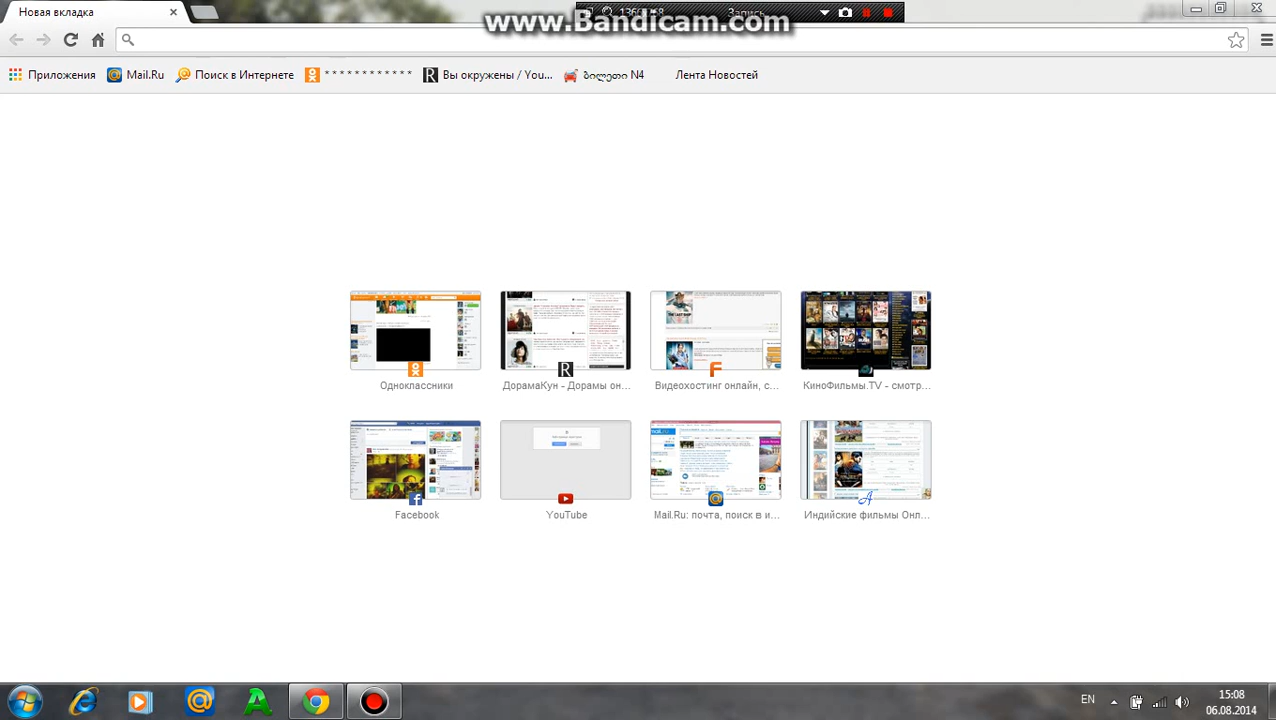 Новая вкладка
www.Bandicam.com
Запись
Приложения
Mail.Ru
Поиск в Интернете
* * * * * * * * * * * *
Вы окружены / You...
ბილეთი N4
Лента Новостей
Одноклассники
ДорамаКун - Дорамы он...
Видеохостинг онлайн, с...
КиноФильмы.TV - смотр...
Facebook
YouTube
Mail.Ru: почта, поиск в и...
Индийские фильмы Онл...
EN
15:08
06.08.2014